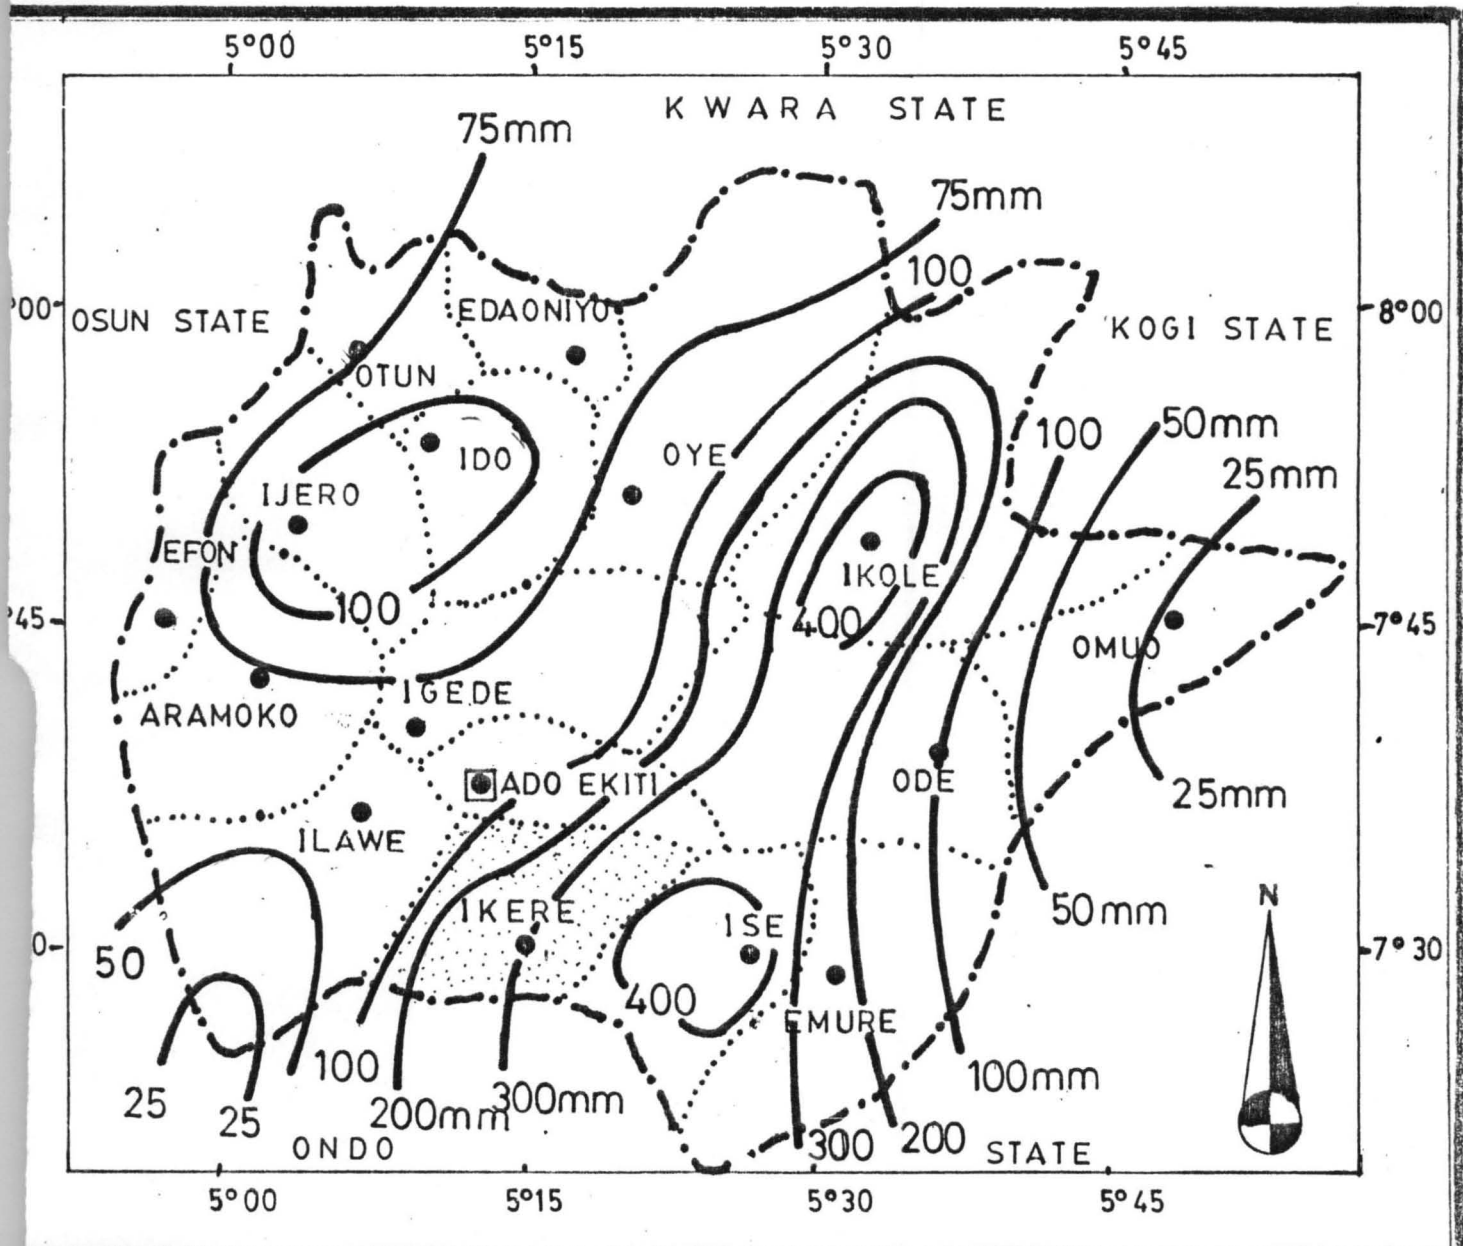 5°00 5°15 5°30 5°45
KWARA STATE
75mm
75mm
100
OSUN STATE
EDAONIYO
8°00
KOGI STATE
OTUN
50mm
100
OYE
IDO
25mm
IJERO
EFON
IKOLE
100
400
7°45
OMUO
IGEDE
ARAMOKO
ADO EKITI
ODE
25mm
ILAWE
N
IKERE
50mm
ISE
7°30
50
400
EMURE
100
100mm
25
25
200mm
300mm
300
200
ONDO
STATE
5°00 5°15 5°30 5°45